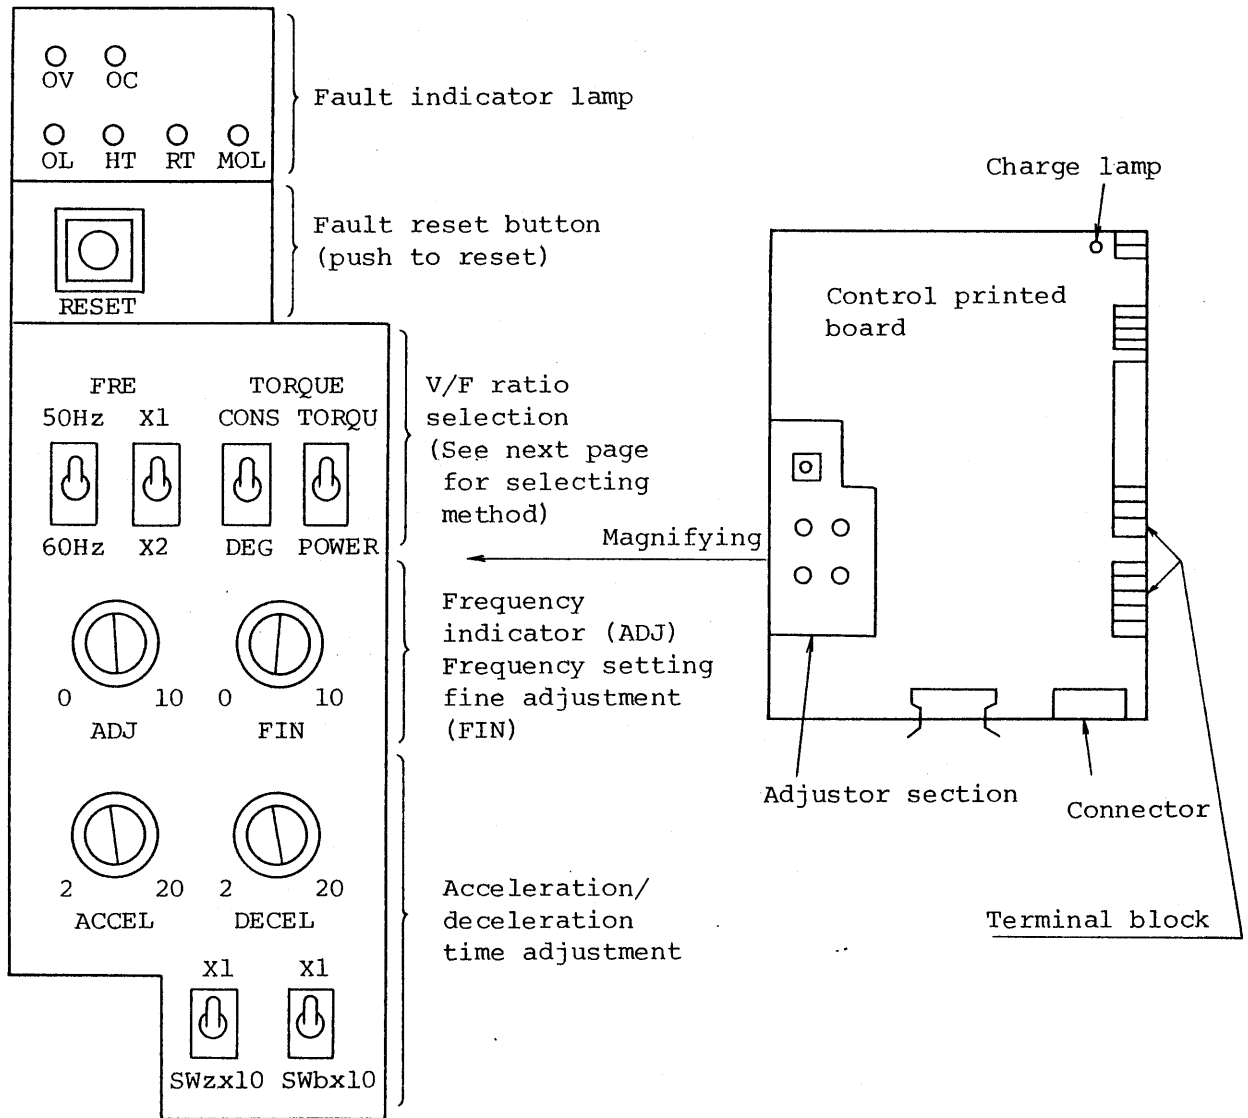 OV OC
OL HT RT MOL
Fault indicator lamp
RESET
Fault reset button
(push to reset)
FRE TORQUE
50Hz X1 CONS TORQU
60Hz X2 DEG POWER
V/F ratio
selection
(See next page
for selecting
method)
0 10 0 10
ADJ FIN
Frequency
indicator (ADJ)
Frequency setting
fine adjustment
(FIN)
2 20 2 20
ACCEL DECEL
X1 X1
SWzx10 SWbx10
Acceleration/
deceleration
time adjustment
Magnifying
Charge lamp
Control printed
board
Adjustor section
Connector
Terminal block